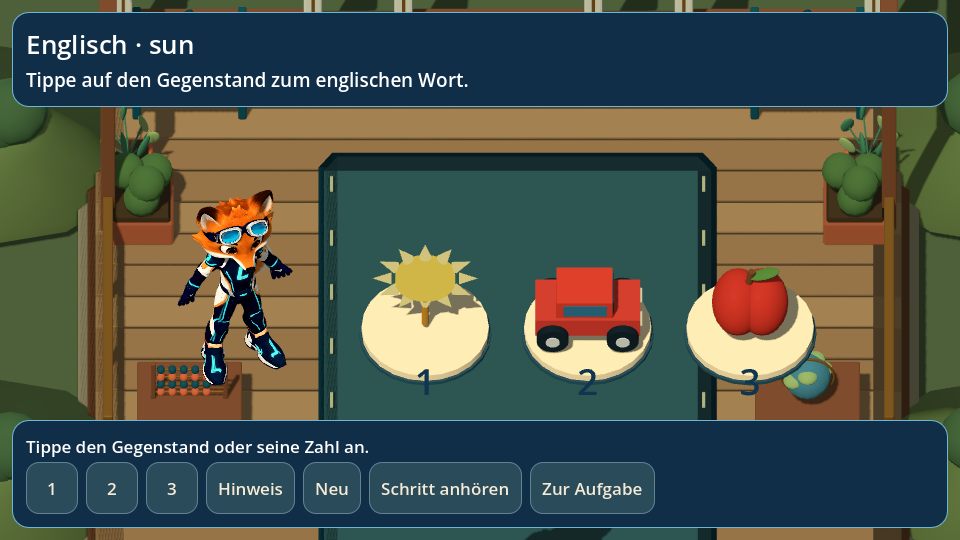 Englisch · sun
Tippe auf den Gegenstand zum englischen Wort.
1 2 3
Tippe den Gegenstand oder seine Zahl an.
1 2 3 Hinweis Neu Schritt anhören Zur Aufgabe